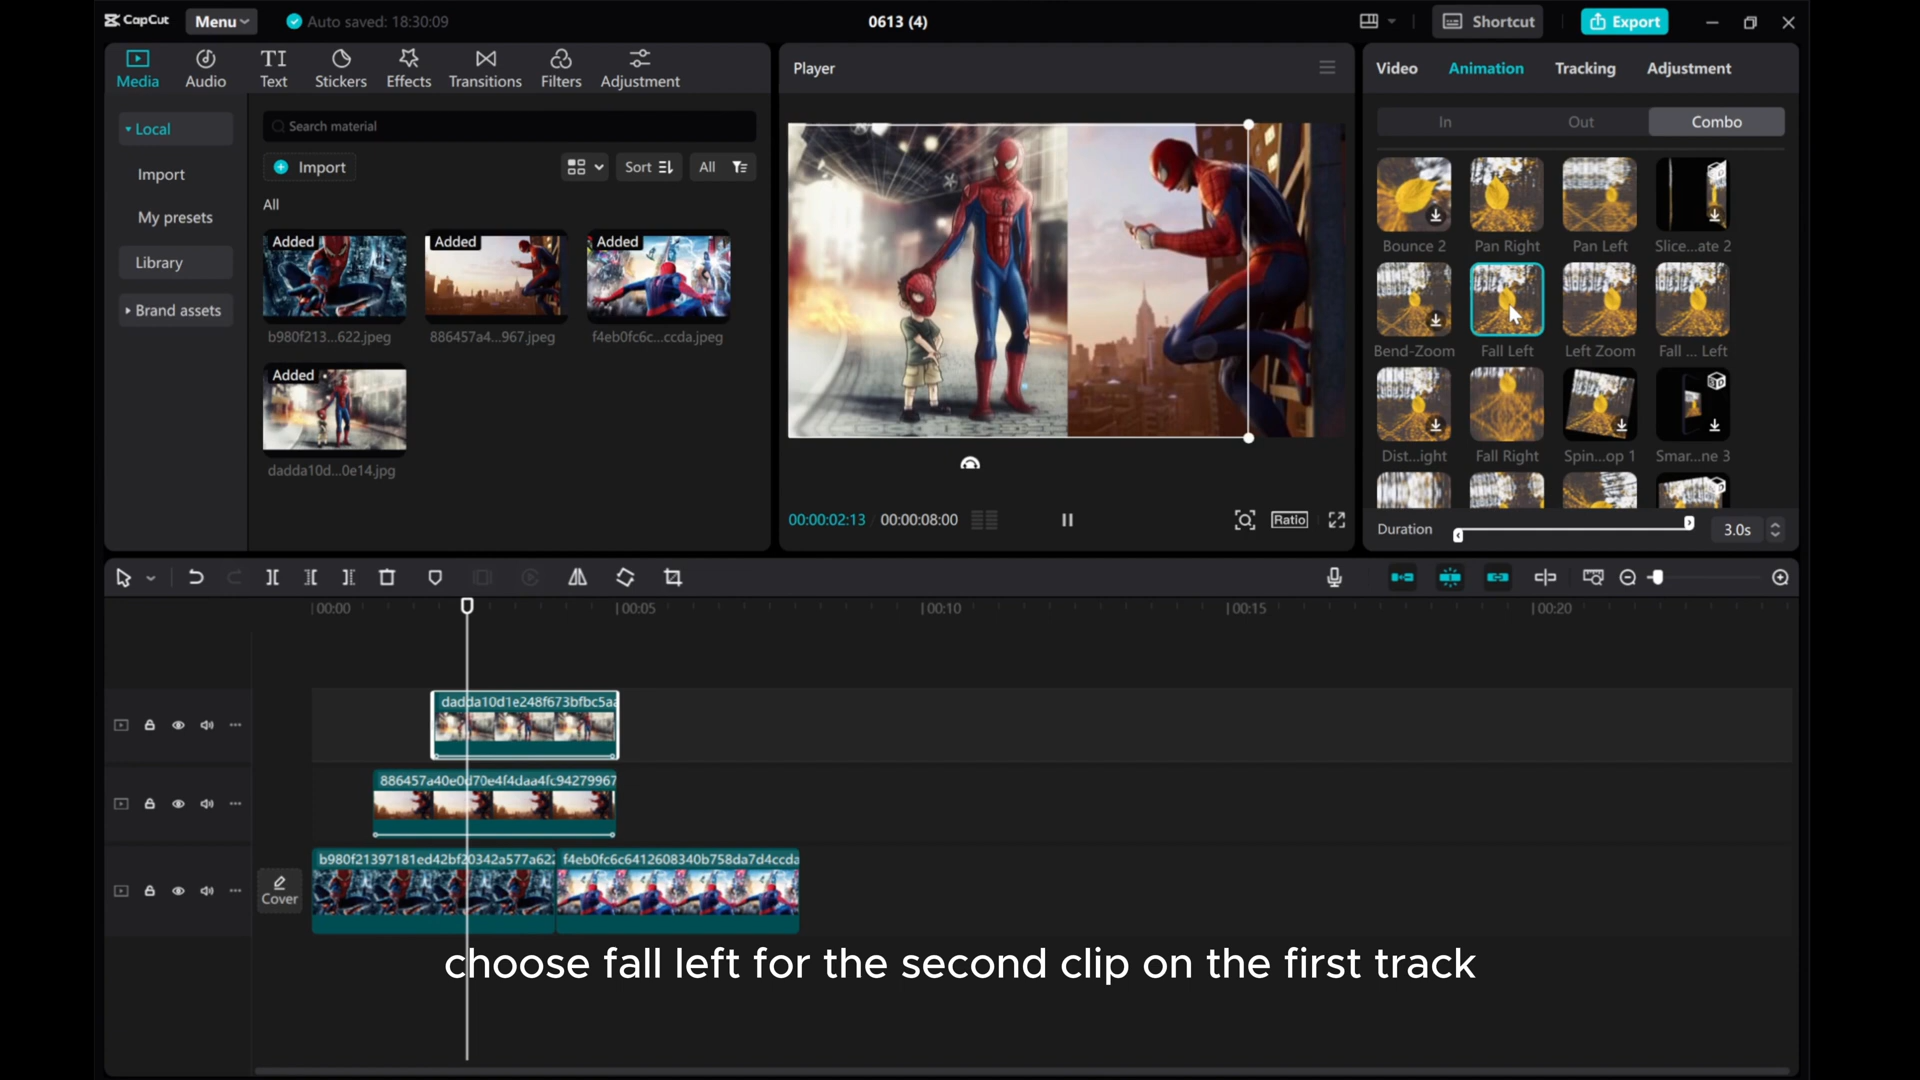 CapCut
Menu
Auto saved: 18:30:09
0613 (4)
Shortcut
Export
Media
Audio
TI
Text
Stickers
Effects
Transitions
Filters
Adjustment
Local
Import
My presets
Library
Brand assets
Search material
Import
Sort
All
All
Added
b980f213...622.jpeg
Added
886457a4...967.jpeg
Added
f4eb0fc6c...ccda.jpeg
Added
dadda10d...0e14.jpg
Player
00:00:02:13
00:00:08:00
Ratio
Video
Animation
Tracking
Adjustment
In
Out
Combo
Bounce 2
Pan Right
Pan Left
Slice...ate 2
Bend-Zoom
Fall Left
Left Zoom
Fall ... Left
Dist...ight
Fall Right
Spin...op 1
Smar...ne 3
Duration
3.0s
00:00
00:05
00:10
00:15
00:20
dadda10d1e248f673bfbc5aa
886457a40e0d70e4f4daa4fc94279967
Cover
b980f21397181ed42bf20342a577a622
f4eb0fc6c6412608340b758da7d4ccda
choose fall left for the second clip on the first track